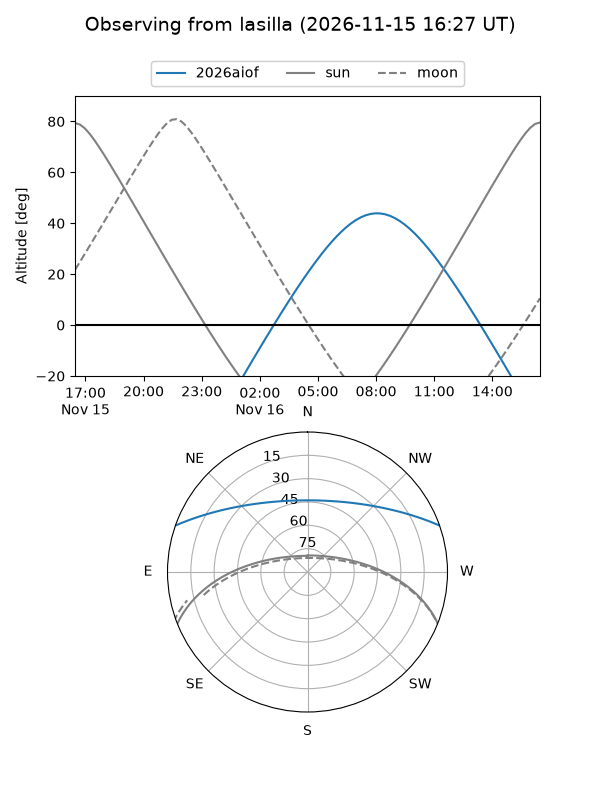 Observing from lasilla (2026-11-15 16:27 UT)
2026aiof sun moon
Altitude [deg]
80
60
40
20
0
−20
17:00 20:00 23:00 02:00 05:00 08:00 11:00 14:00
Nov 15 Nov 16
N
NE NW
15
30
45
60
75
E W
SE SW
S